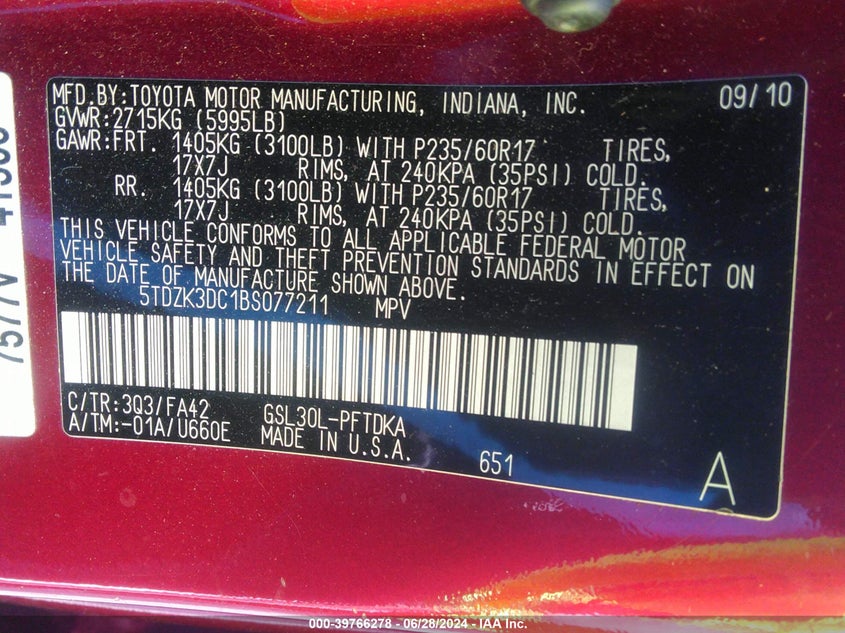 MFD.BY:TOYOTA MOTOR MANUFACTURING, INDIANA, INC. 09/10
GVWR:2715KG (5995LB)
GAWR:FRT. 1405KG (3100LB) WITH P235/60R17 TIRES,
17X7J RIMS, AT 240KPA (35PSI) COLD.
RR. 1405KG (3100LB) WITH P235/60R17 TIRES,
17X7J RIMS, AT 240KPA (35PSI) COLD.
THIS VEHICLE CONFORMS TO ALL APPLICABLE FEDERAL MOTOR
VEHICLE SAFETY AND THEFT PREVENTION STANDARDS IN EFFECT ON
THE DATE OF MANUFACTURE SHOWN ABOVE.
5TDZK3DC1BS077211 MPV
C/TR:3Q3/FA42 GSL30L-PFTDKA
A/TM:-01A/U660E MADE IN U.S.A.
651
A
000-39766278 - 06/28/2024 - IAA Inc.